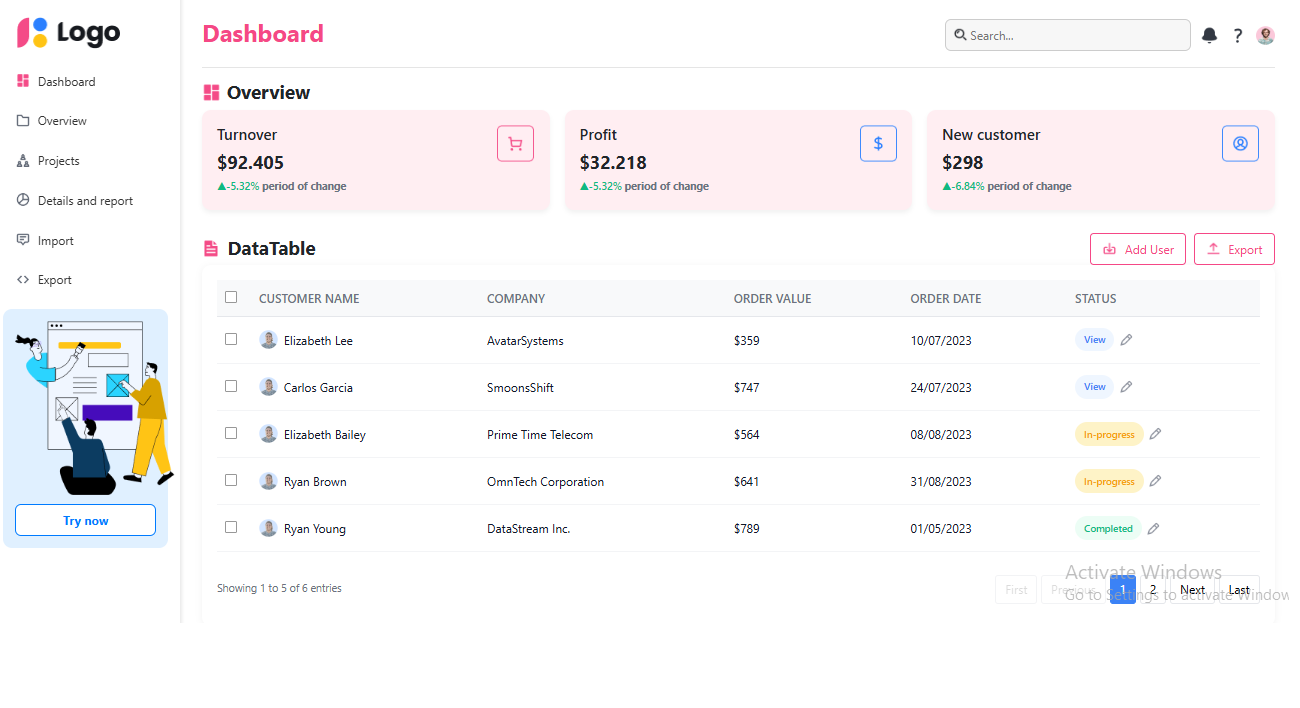 Logo
Dashboard
Search...
?
Dashboard
Overview
Projects
Details and report
Import
Export
Try now
Overview
Turnover
$92.405
▲-5.32% period of change
Profit
$32.218
▲-5.32% period of change
$
New customer
$298
▲-6.84% period of change
DataTable
Add User
Export
CUSTOMER NAME COMPANY ORDER VALUE ORDER DATE STATUS
Elizabeth Lee AvatarSystems $359 10/07/2023 View
Carlos Garcia SmoonsShift $747 24/07/2023 View
Elizabeth Bailey Prime Time Telecom $564 08/08/2023 In-progress
Ryan Brown OmnTech Corporation $641 31/08/2023 In-progress
Ryan Young DataStream Inc. $789 01/05/2023 Completed
Showing 1 to 5 of 6 entries
First Previous 1 2 Next Last
Activate Windows
Go to Settings to activate Windows